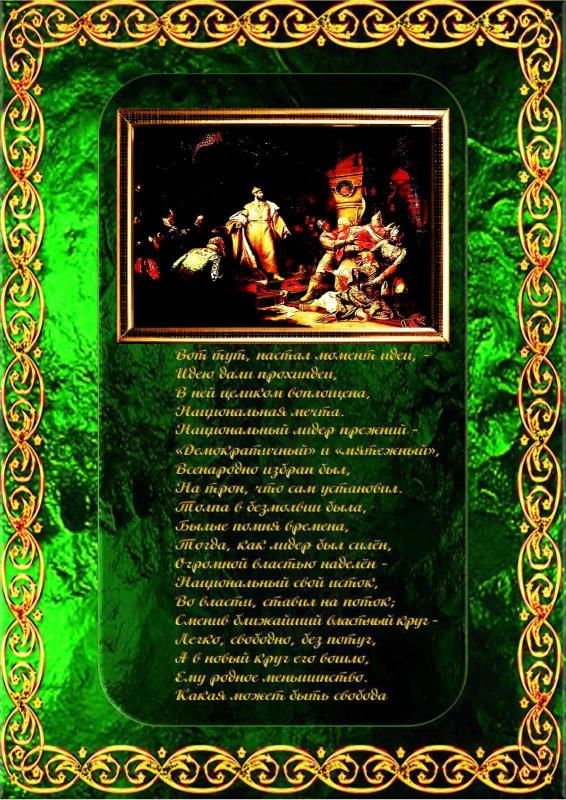 Вот тут, настал момент идеи, -
Идею дали прохиндеи,
В ней целиком воплощена,
Национальная мечта.
Национальный лидер прежний -
«Демократичный» и «мятежный»,
Всенародно избран был,
На трон, что сам установил.
Толпа в безмолвии была,
Былые помня времена,
Тогда, как лидер был силён,
Огромной властью наделён -
Национальный свой исток,
Во власти, ставил на поток;
Сменив ближайший властный круг -
Легко, свободно, без потуг,
А в новый круг его вошло,
Ему родное меньшинство.
Какая может быть свобода